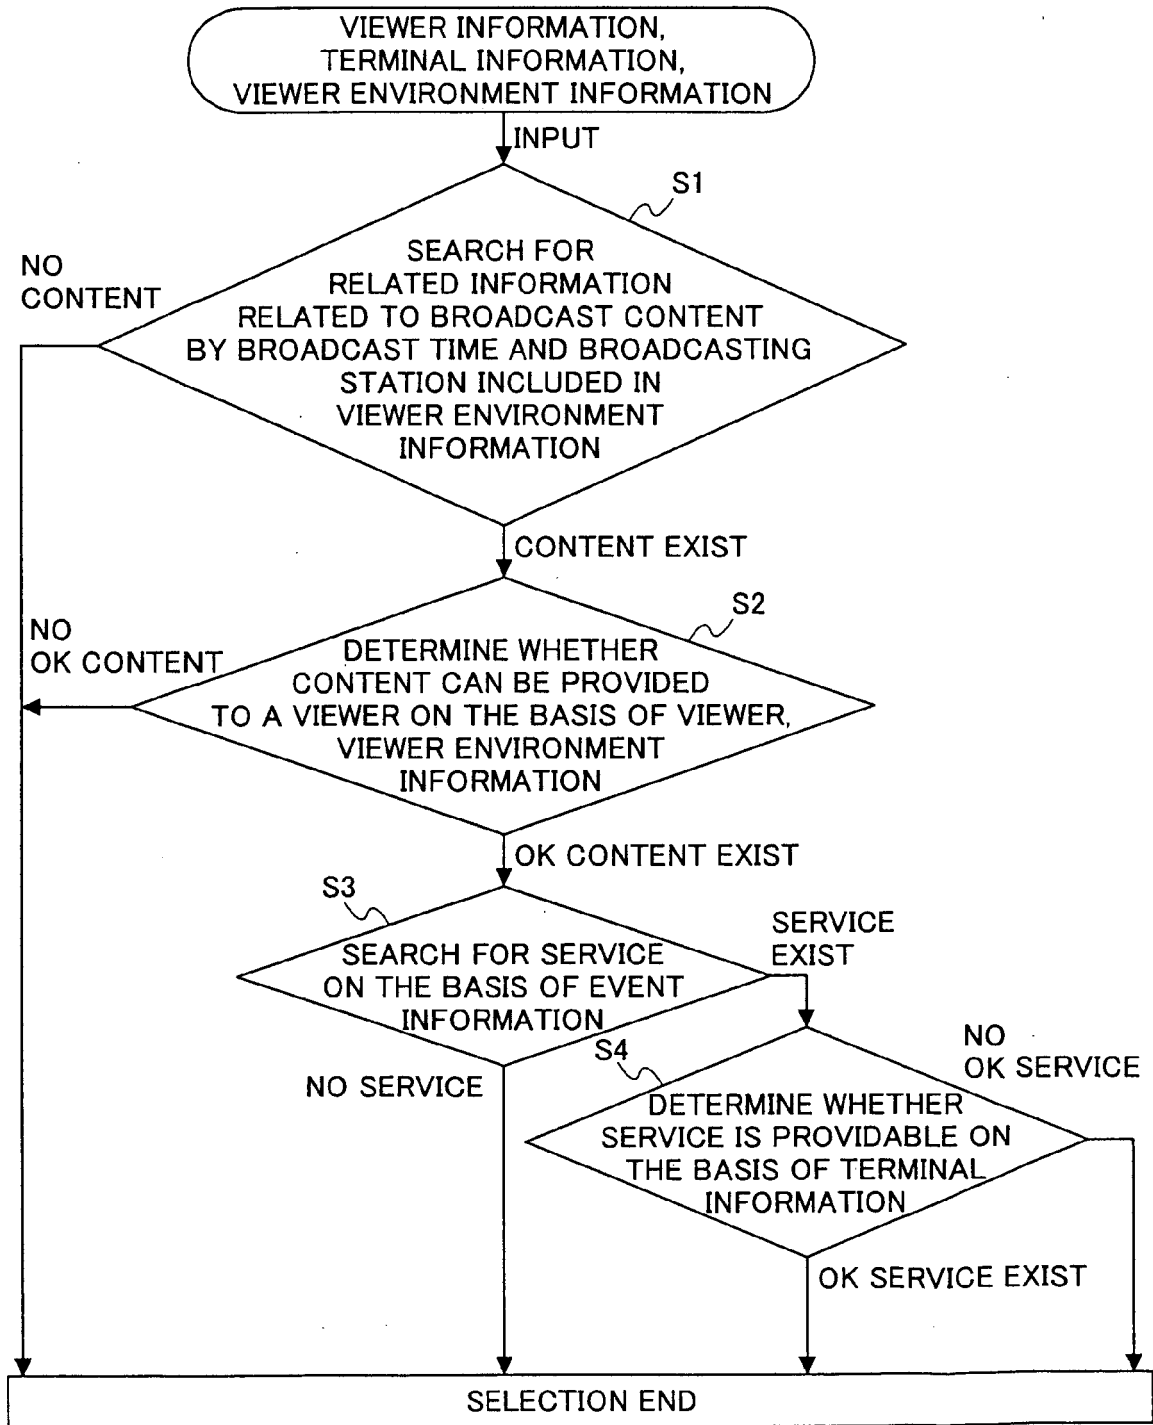 VIEWER INFORMATION,
TERMINAL INFORMATION,
VIEWER ENVIRONMENT INFORMATION
INPUT
S1
SEARCH FOR
RELATED INFORMATION
RELATED TO BROADCAST CONTENT
BY BROADCAST TIME AND BROADCASTING
STATION INCLUDED IN
VIEWER ENVIRONMENT
INFORMATION
NO
CONTENT
CONTENT EXIST
S2
NO
OK CONTENT
DETERMINE WHETHER
CONTENT CAN BE PROVIDED
TO A VIEWER ON THE BASIS OF VIEWER,
VIEWER ENVIRONMENT
INFORMATION
OK CONTENT EXIST
S3
SEARCH FOR SERVICE
ON THE BASIS OF EVENT
INFORMATION
SERVICE
EXIST
NO SERVICE
S4
NO
OK SERVICE
DETERMINE WHETHER
SERVICE IS PROVIDABLE ON
THE BASIS OF TERMINAL
INFORMATION
OK SERVICE EXIST
SELECTION END